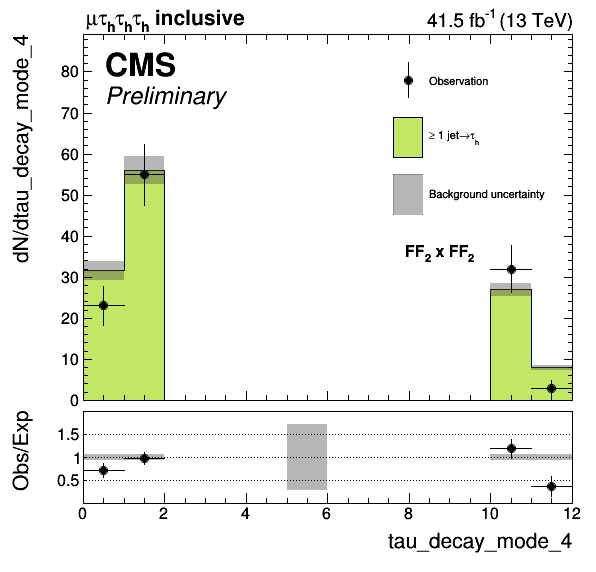 μτₕτₕτₕ inclusive
41.5 fb⁻¹ (13 TeV)
CMS
Preliminary
dN/dtau_decay_mode_4
80
70
60
50
40
30
20
10
0
Observation
≥ 1 jet→τₕ
Background uncertainty
FF₂ x FF₂
Obs/Exp
1.5
1
0.5
0 2 4 6 8 10 12
tau_decay_mode_4